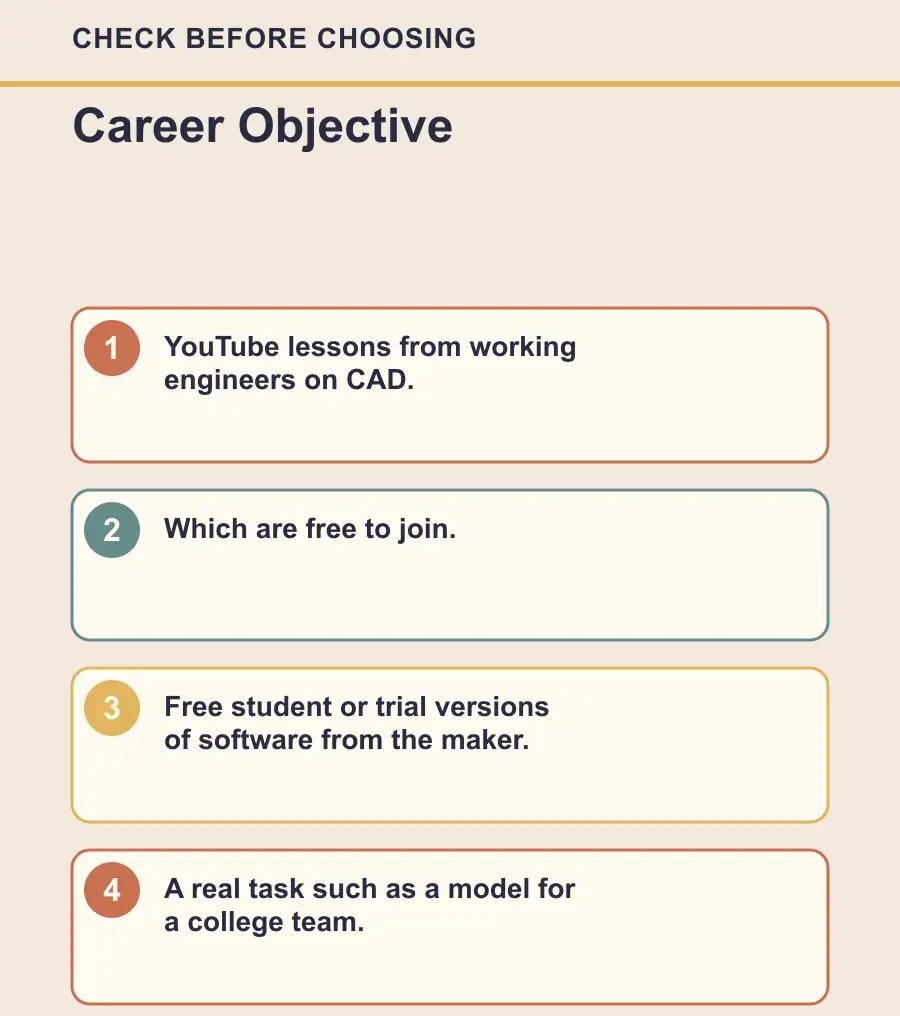 CHECK BEFORE CHOOSING
Career Objective
1
YouTube lessons from working
engineers on CAD.
2
Which are free to join.
3
Free student or trial versions
of software from the maker.
4
A real task such as a model for
a college team.